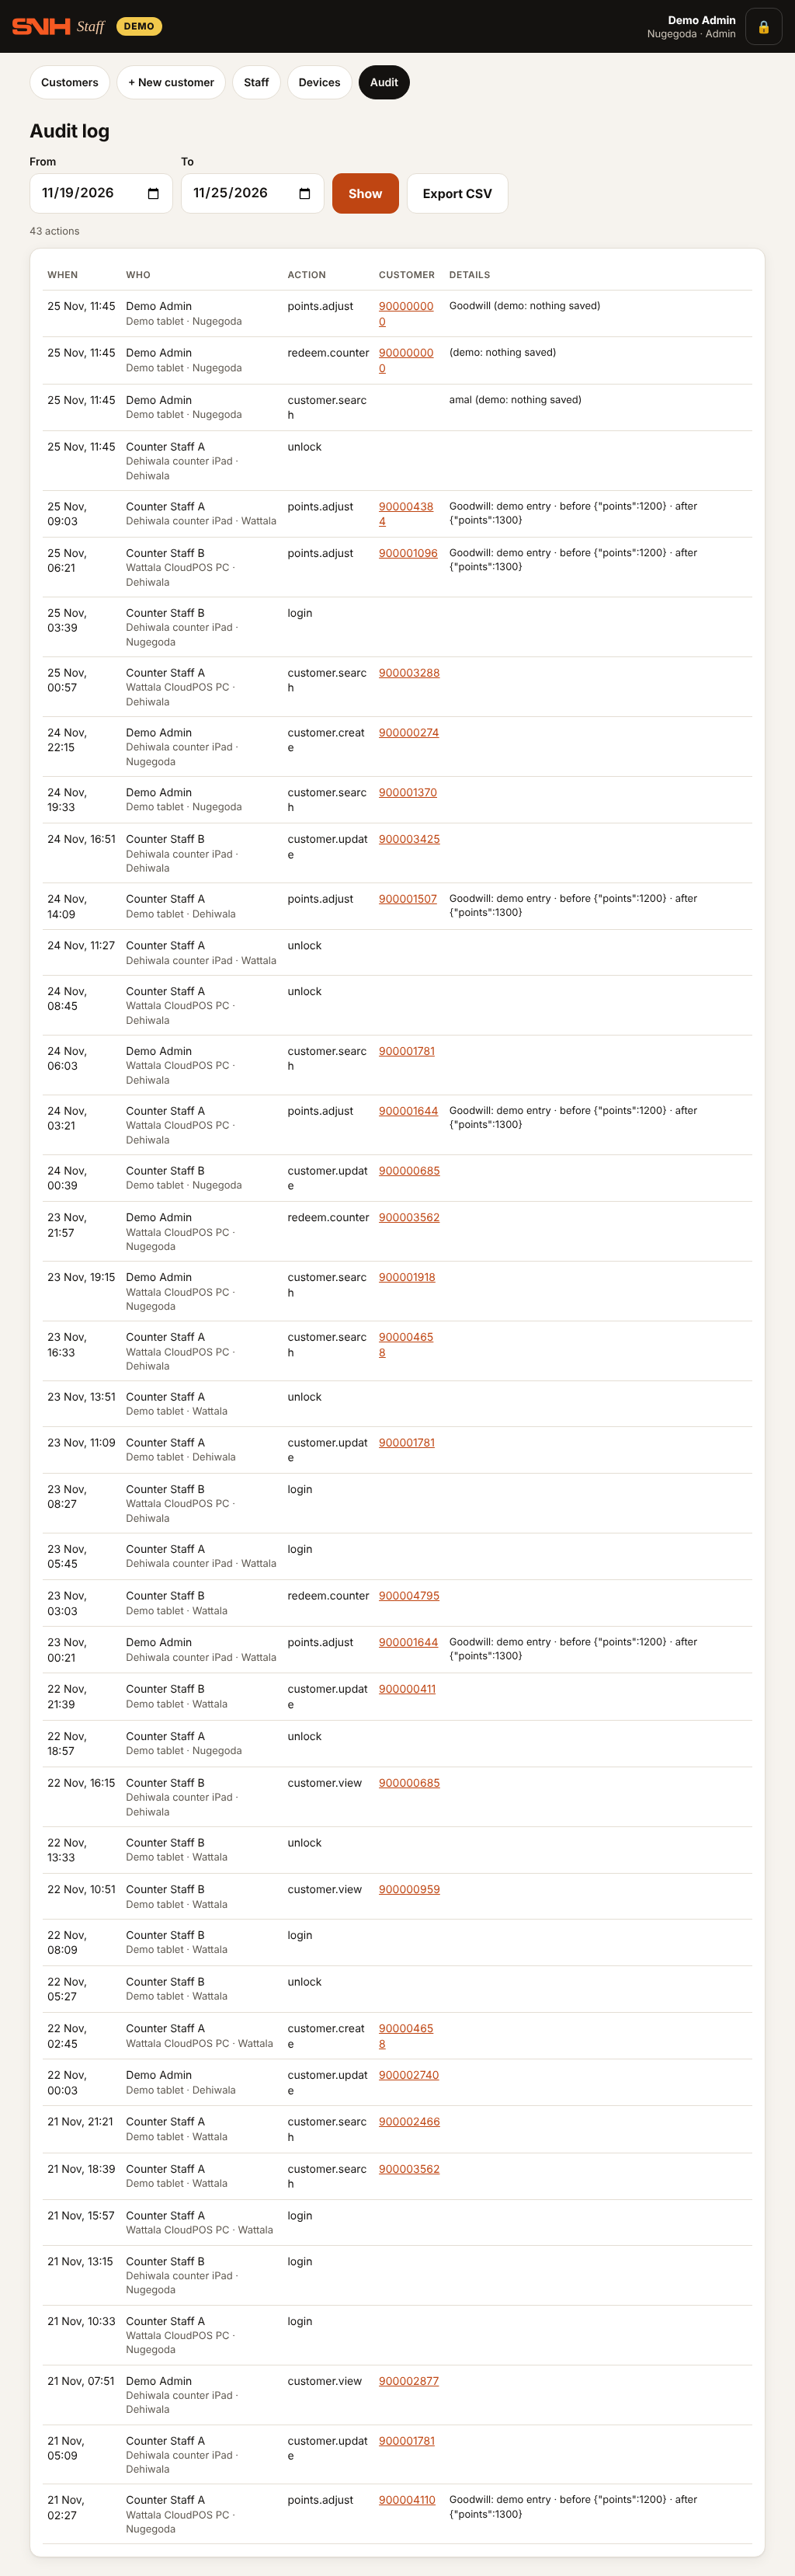 SNH Staff DEMO
Demo Admin
Nugegoda · Admin
Customers + New customer Staff Devices Audit
Audit log
From To
11/19/2026 11/25/2026 Show Export CSV
43 actions
WHEN WHO ACTION CUSTOMER DETAILS
25 Nov, 11:45 Demo Admin points.adjust 90000000 Goodwill (demo: nothing saved)
Demo tablet · Nugegoda 0
25 Nov, 11:45 Demo Admin redeem.counter 90000000 (demo: nothing saved)
Demo tablet · Nugegoda 0
25 Nov, 11:45 Demo Admin customer.searc amal (demo: nothing saved)
Demo tablet · Nugegoda h
25 Nov, 11:45 Counter Staff A unlock
Dehiwala counter iPad ·
Dehiwala
25 Nov, Counter Staff A points.adjust 90000438 Goodwill: demo entry · before {"points":1200} · after
09:03 Dehiwala counter iPad · Wattala 4 {"points":1300}
25 Nov, Counter Staff B points.adjust 900001096 Goodwill: demo entry · before {"points":1200} · after
06:21 Wattala CloudPOS PC · {"points":1300}
Dehiwala
25 Nov, Counter Staff B login
03:39 Dehiwala counter iPad ·
Nugegoda
25 Nov, Counter Staff A customer.searc 900003288
00:57 Wattala CloudPOS PC · h
Dehiwala
24 Nov, Demo Admin customer.creat 900000274
22:15 Dehiwala counter iPad · e
Nugegoda
24 Nov, Demo Admin customer.searc 900001370
19:33 Demo tablet · Nugegoda h
24 Nov, 16:51 Counter Staff B customer.updat 900003425
Dehiwala counter iPad · e
Dehiwala
24 Nov, Counter Staff A points.adjust 900001507 Goodwill: demo entry · before {"points":1200} · after
14:09 Demo tablet · Dehiwala {"points":1300}
24 Nov, 11:27 Counter Staff A unlock
Dehiwala counter iPad · Wattala
24 Nov, Counter Staff A unlock
08:45 Wattala CloudPOS PC ·
Dehiwala
24 Nov, Demo Admin customer.searc 900001781
06:03 Wattala CloudPOS PC · h
Dehiwala
24 Nov, Counter Staff A points.adjust 900001644 Goodwill: demo entry · before {"points":1200} · after
03:21 Wattala CloudPOS PC · {"points":1300}
Dehiwala
24 Nov, Counter Staff B customer.updat 900000685
00:39 Demo tablet · Nugegoda e
23 Nov, Demo Admin redeem.counter 900003562
21:57 Wattala CloudPOS PC ·
Nugegoda
23 Nov, 19:15 Demo Admin customer.searc 900001918
Wattala CloudPOS PC · h
Nugegoda
23 Nov, Counter Staff A customer.searc 90000465
16:33 Wattala CloudPOS PC · h 8
Dehiwala
23 Nov, 13:51 Counter Staff A unlock
Demo tablet · Wattala
23 Nov, 11:09 Counter Staff A customer.updat 900001781
Demo tablet · Dehiwala e
23 Nov, Counter Staff B login
08:27 Wattala CloudPOS PC ·
Dehiwala
23 Nov, Counter Staff A login
05:45 Dehiwala counter iPad · Wattala
23 Nov, Counter Staff B redeem.counter 900004795
03:03 Demo tablet · Wattala
23 Nov, Demo Admin points.adjust 900001644 Goodwill: demo entry · before {"points":1200} · after
00:21 Dehiwala counter iPad · Wattala {"points":1300}
22 Nov, Counter Staff B customer.updat 900000411
21:39 Demo tablet · Wattala e
22 Nov, Counter Staff A unlock
18:57 Demo tablet · Nugegoda
22 Nov, 16:15 Counter Staff B customer.view 900000685
Dehiwala counter iPad ·
Dehiwala
22 Nov, Counter Staff B unlock
13:33 Demo tablet · Wattala
22 Nov, 10:51 Counter Staff B customer.view 900000959
Demo tablet · Wattala
22 Nov, Counter Staff B login
08:09 Demo tablet · Wattala
22 Nov, Counter Staff B unlock
05:27 Demo tablet · Wattala
22 Nov, Counter Staff A customer.creat 90000465
02:45 Wattala CloudPOS PC · Wattala e 8
22 Nov, Demo Admin customer.updat 900002740
00:03 Demo tablet · Dehiwala e
21 Nov, 21:21 Counter Staff A customer.searc 900002466
Demo tablet · Wattala h
21 Nov, 18:39 Counter Staff A customer.searc 900003562
Demo tablet · Wattala h
21 Nov, 15:57 Counter Staff A login
Wattala CloudPOS PC · Wattala
21 Nov, 13:15 Counter Staff B login
Dehiwala counter iPad ·
Nugegoda
21 Nov, 10:33 Counter Staff A login
Wattala CloudPOS PC ·
Nugegoda
21 Nov, 07:51 Demo Admin customer.view 900002877
Dehiwala counter iPad ·
Dehiwala
21 Nov, Counter Staff A customer.updat 900001781
05:09 Dehiwala counter iPad · e
Dehiwala
21 Nov, Counter Staff A points.adjust 900004110 Goodwill: demo entry · before {"points":1200} · after
02:27 Wattala CloudPOS PC · {"points":1300}
Nugegoda